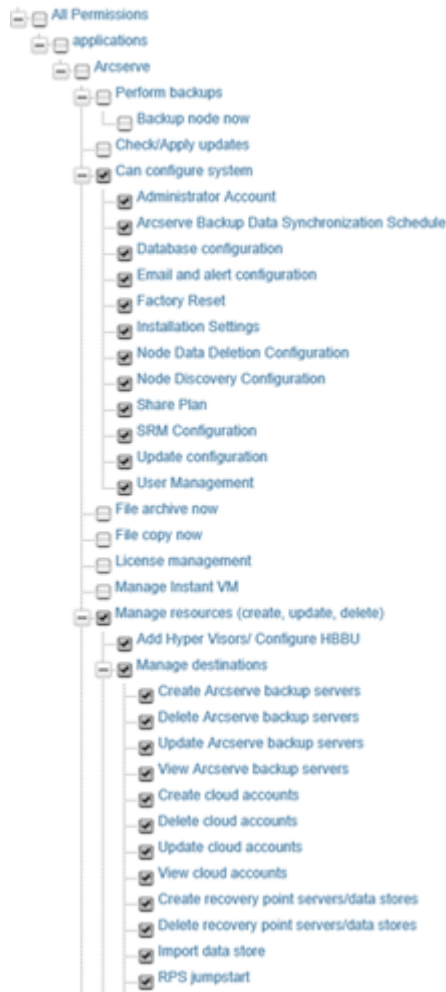 All Permissions
applications
Arcserve
Perform backups
Backup node now
Check/Apply updates
Can configure system
Administrator Account
Arcserve Backup Data Synchronization Schedule
Database configuration
Email and alert configuration
Factory Reset
Installation Settings
Node Data Deletion Configuration
Node Discovery Configuration
Share Plan
SRM Configuration
Update configuration
User Management
File archive now
File copy now
License management
Manage Instant VM
Manage resources (create, update, delete)
Add Hyper Visors/ Configure HBBU
Manage destinations
Create Arcserve backup servers
Delete Arcserve backup servers
Update Arcserve backup servers
View Arcserve backup servers
Create cloud accounts
Delete cloud accounts
Update cloud accounts
View cloud accounts
Create recovery point servers/data stores
Delete recovery point servers/data stores
Import data store
RPS jumpstart